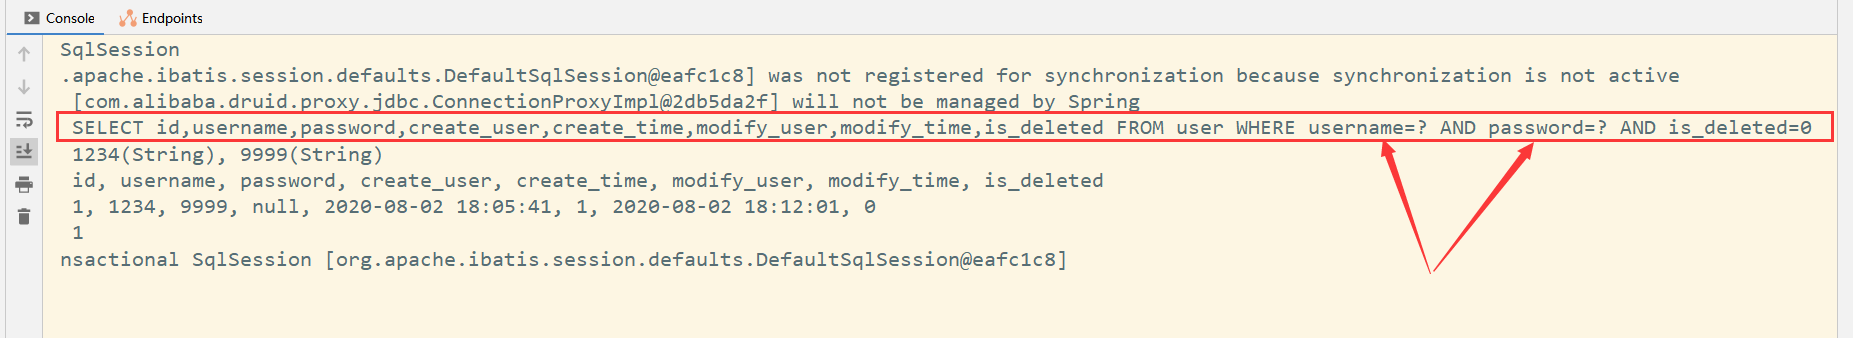 Console Endpoints
SqlSession
.apache.ibatis.session.defaults.DefaultSqlSession@eafc1c8] was not registered for synchronization because synchronization is not active
[com.alibaba.druid.proxy.jdbc.ConnectionProxyImpl@2db5da2f] will not be managed by Spring
SELECT id,username,password,create_user,create_time,modify_user,modify_time,is_deleted FROM user WHERE username=? AND password=? AND is_deleted=0
1234(String), 9999(String)
id, username, password, create_user, create_time, modify_user, modify_time, is_deleted
1, 1234, 9999, null, 2020-08-02 18:05:41, 1, 2020-08-02 18:12:01, 0
1
nsactional SqlSession [org.apache.ibatis.session.defaults.DefaultSqlSession@eafc1c8]